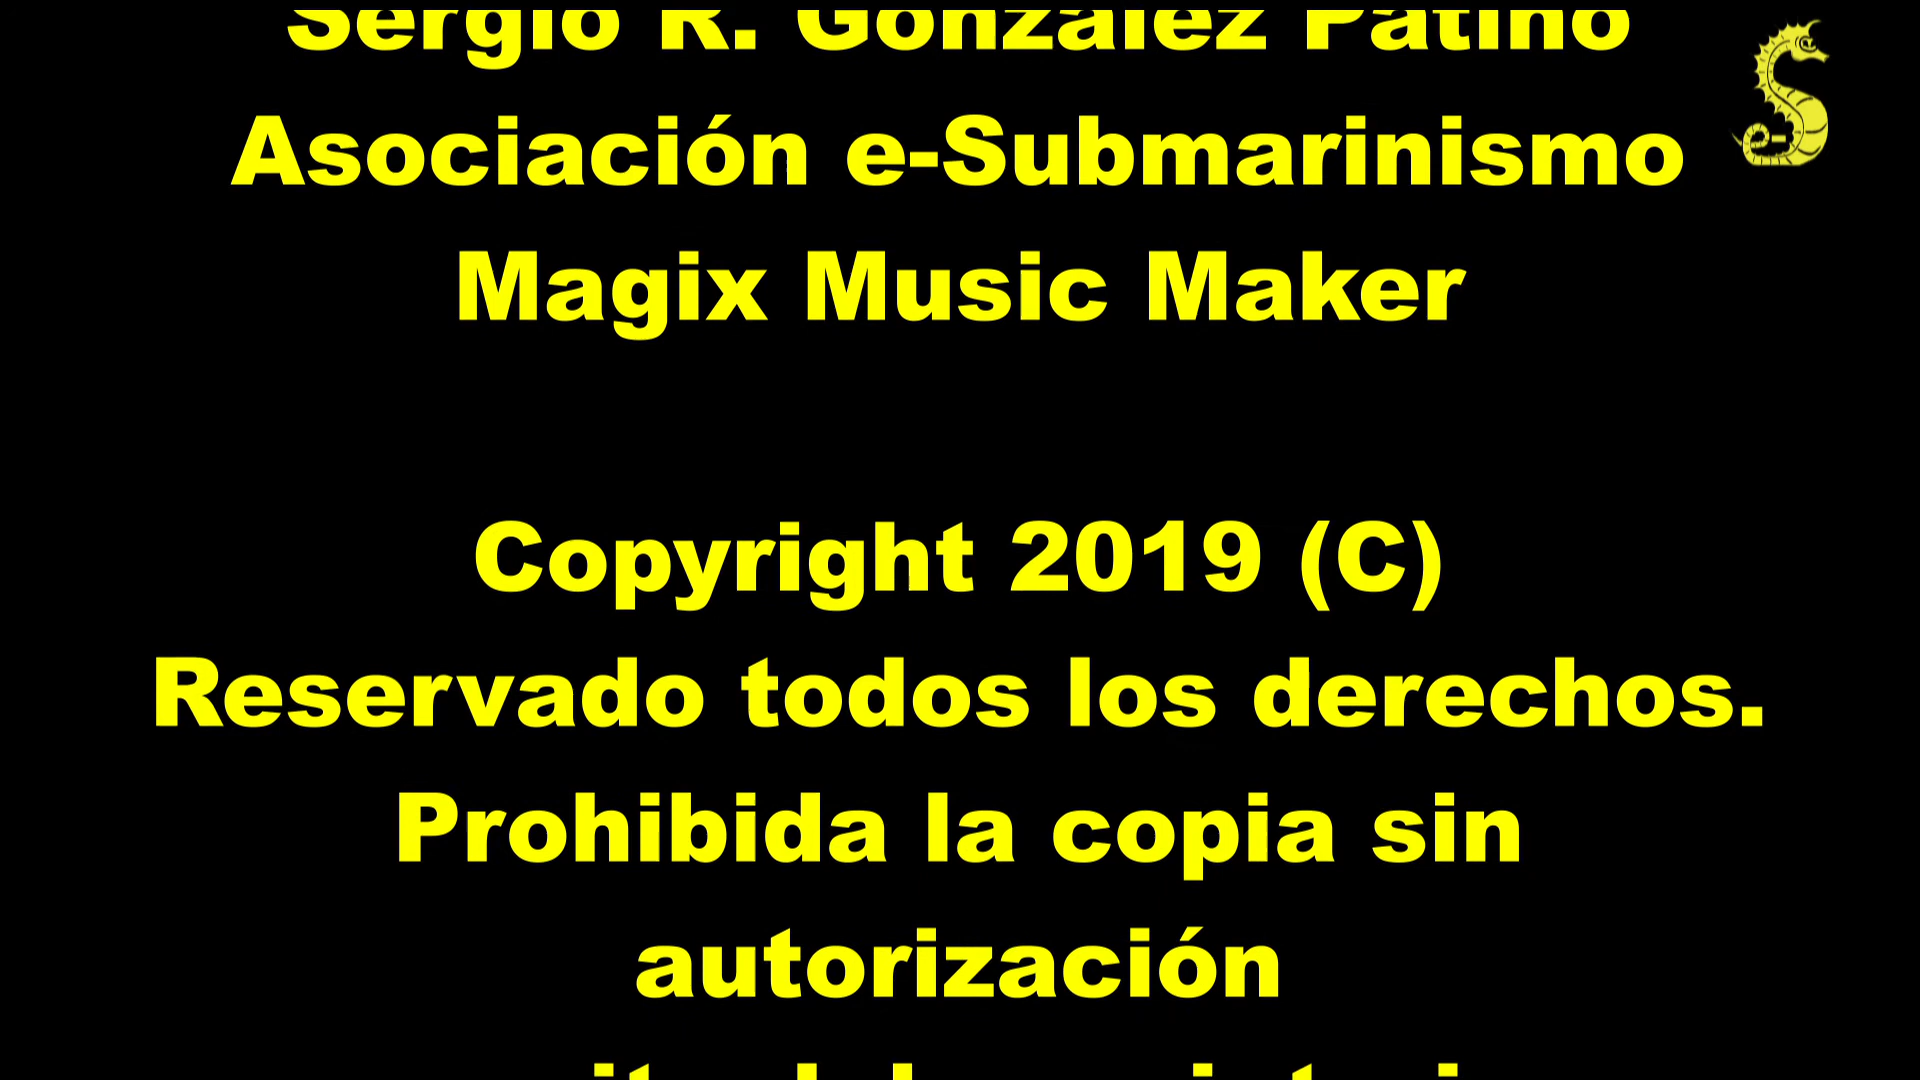 Sergio R. González Patiño
Asociación e-Submarinismo
Magix Music Maker
Copyright 2019 (C)
Reservado todos los derechos.
Prohibida la copia sin
autorización
e-